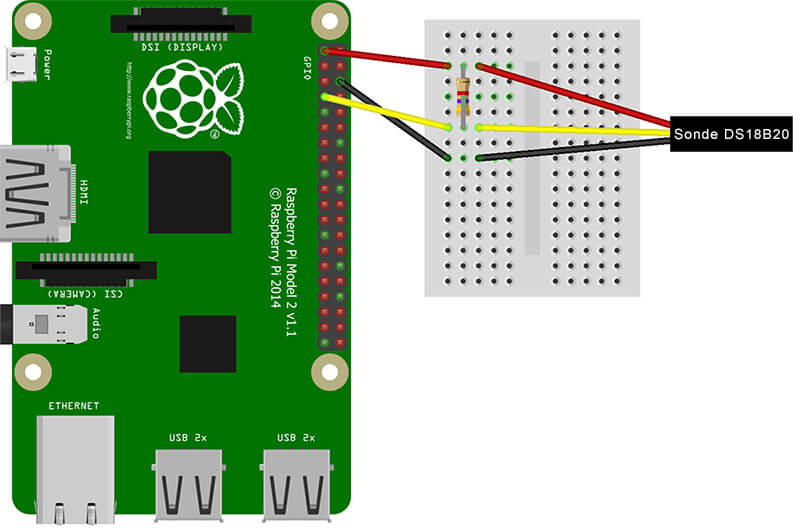 USB 2x
USB 2x
ETHERNET
Raspberry Pi Model 2 v1.1
© Raspberry Pi 2014
Audio
CSI (CAMERA)
HDMI
Sonde DS18B20
®
http://www.raspberrypi.org
GPIO
Power
DSI (DISPLAY)